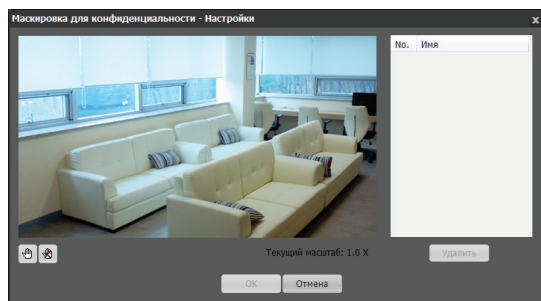 Маскировка для конфиденциальности - Настройки x
No. Имя
Текущий масштаб: 1.0 X
Удалить
OK Отмена